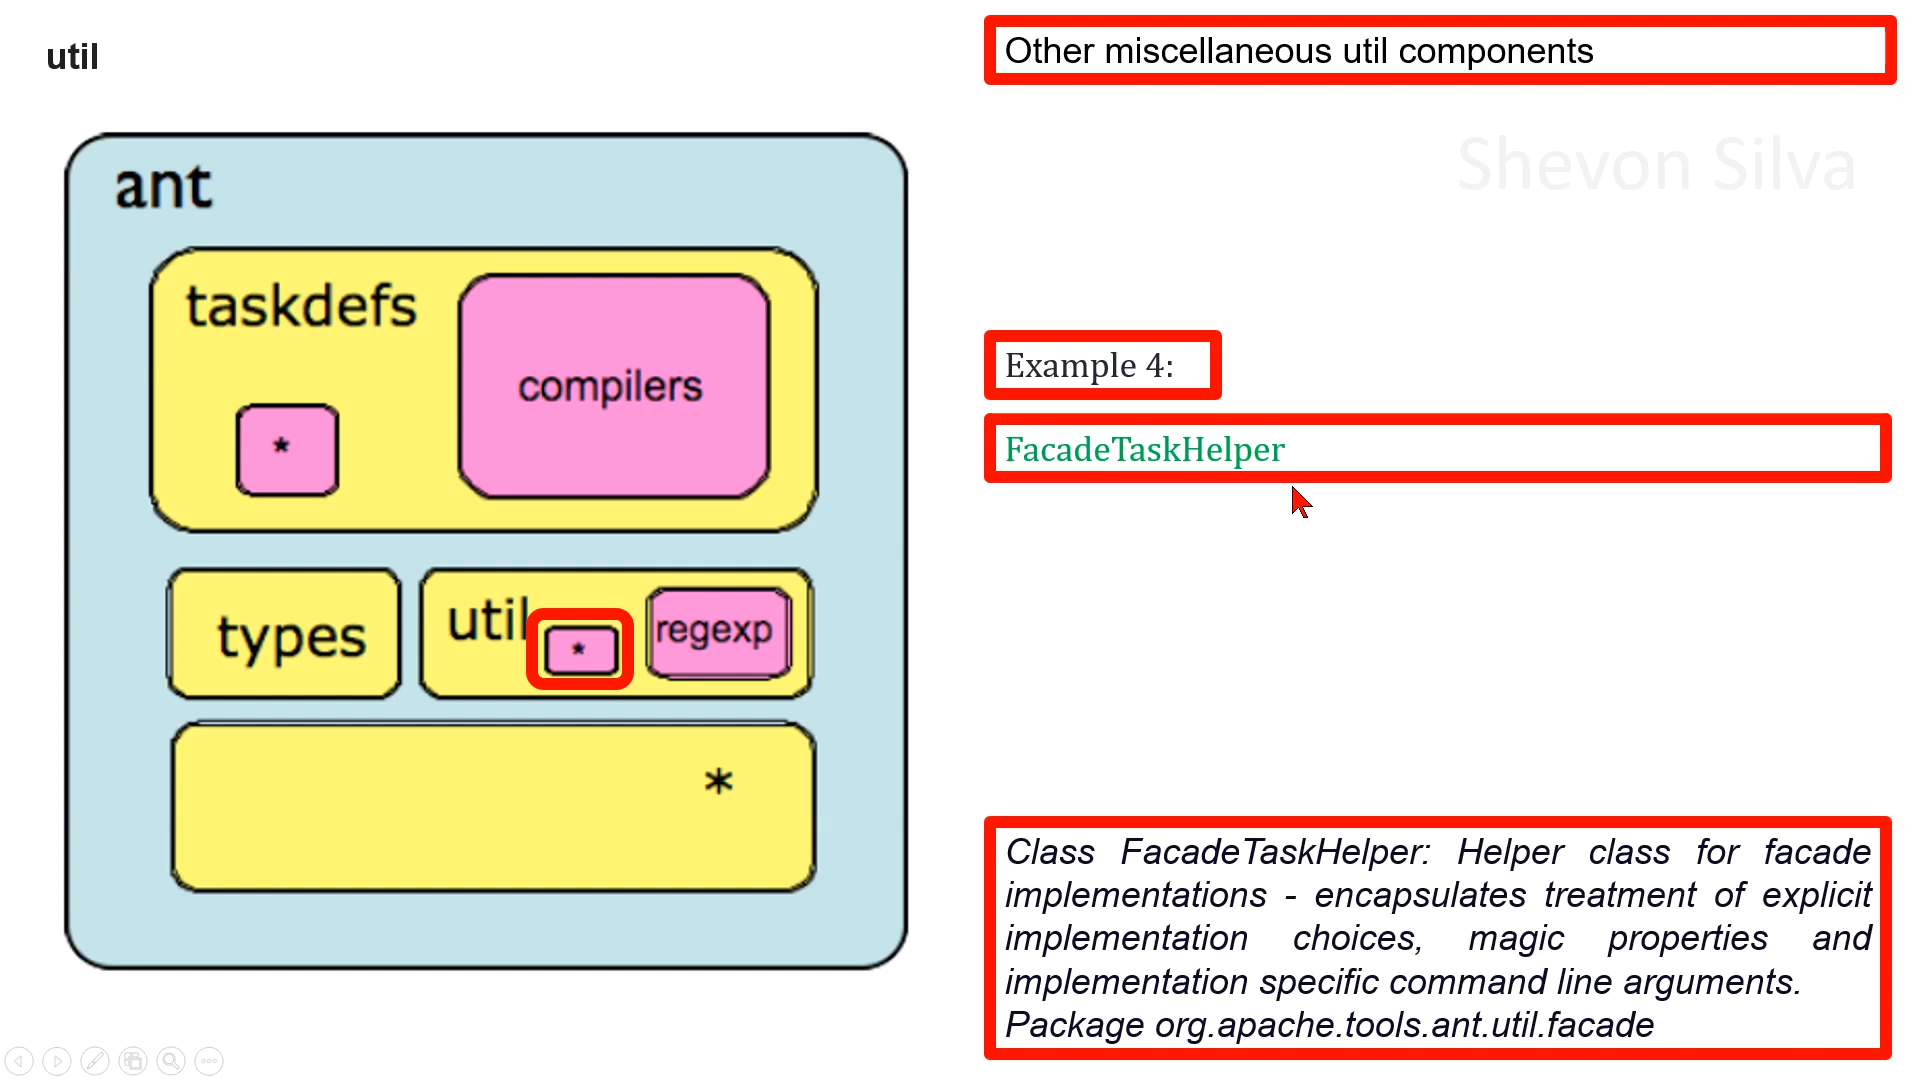 util
Other miscellaneous util components
Shevon Silva
ant
taskdefs
compilers
*
Example 4:
FacadeTaskHelper
types
util
*
regexp
*
Class FacadeTaskHelper: Helper class for facade
implementations - encapsulates treatment of explicit
implementation choices, magic properties and
implementation specific command line arguments.
Package org.apache.tools.ant.util.facade